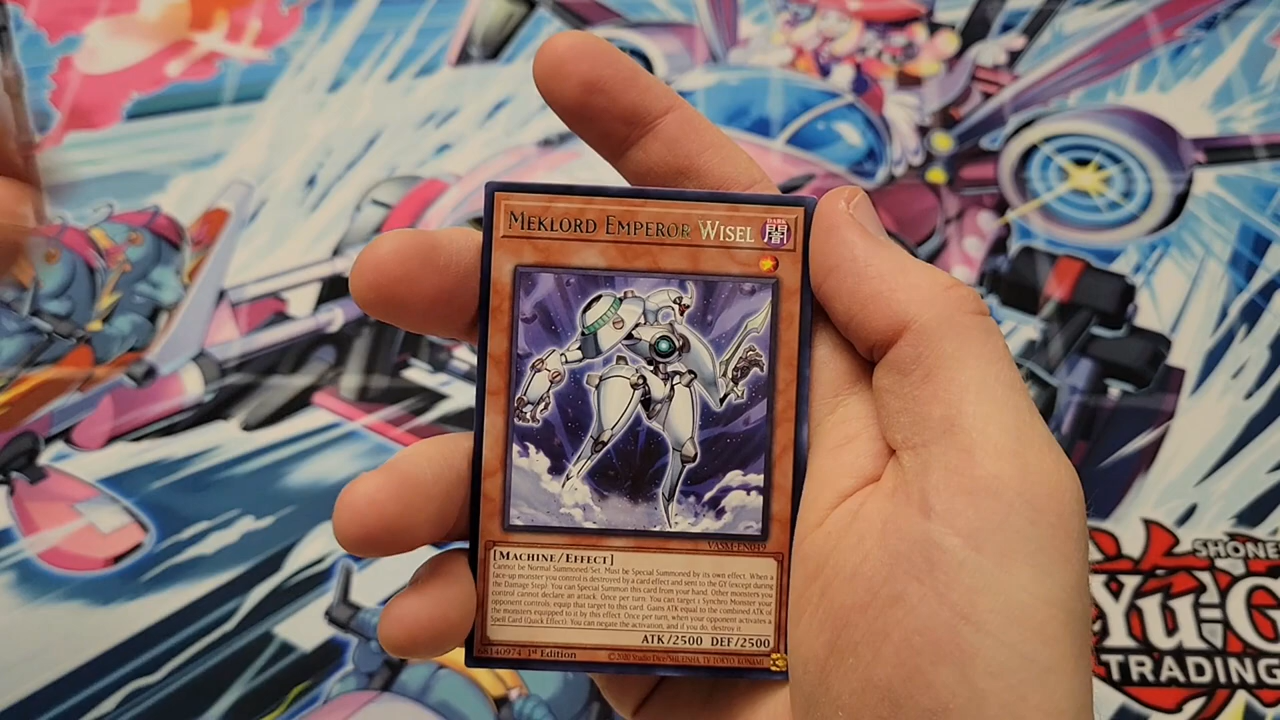 MEKLORD EMPEROR WISEL
DARK
闇
VASM-EN049
[MACHINE/EFFECT]
Cannot be Normal Summoned/Set. Must be Special Summoned by its own effect. When a
face-up monster you control is destroyed by a card effect and sent to the GY (except during
the Damage Step): You can Special Summon this card from your hand. Other monsters you
control cannot declare an attack. Once per turn: You can target 1 Synchro Monster your
opponent controls; equip that target to this card. Gains ATK equal to the combined ATK of
the monsters equipped to it by this effect. Once per turn, when your opponent activates a
Spell Card (Quick Effect): You can negate the activation, and if you do, destroy it.
ATK/2500 DEF/2500
68140974 1st Edition
©2020 Studio Dice/SHUEISHA, TV TOKYO, KONAMI
SHONE
Yu-G
TRADING